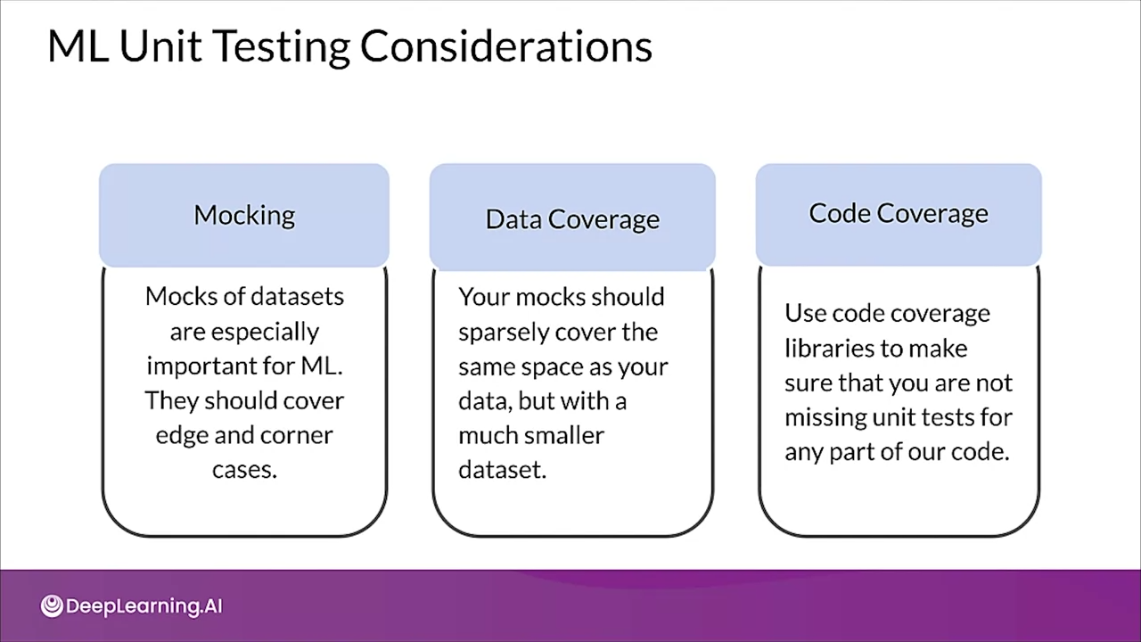 ML Unit Testing Considerations
Mocking
Mocks of datasets
are especially
important for ML.
They should cover
edge and corner
cases.
Data Coverage
Your mocks should
sparsely cover the
same space as your
data, but with a
much smaller
dataset.
Code Coverage
Use code coverage
libraries to make
sure that you are not
missing unit tests for
any part of our code.
DeepLearning.AI